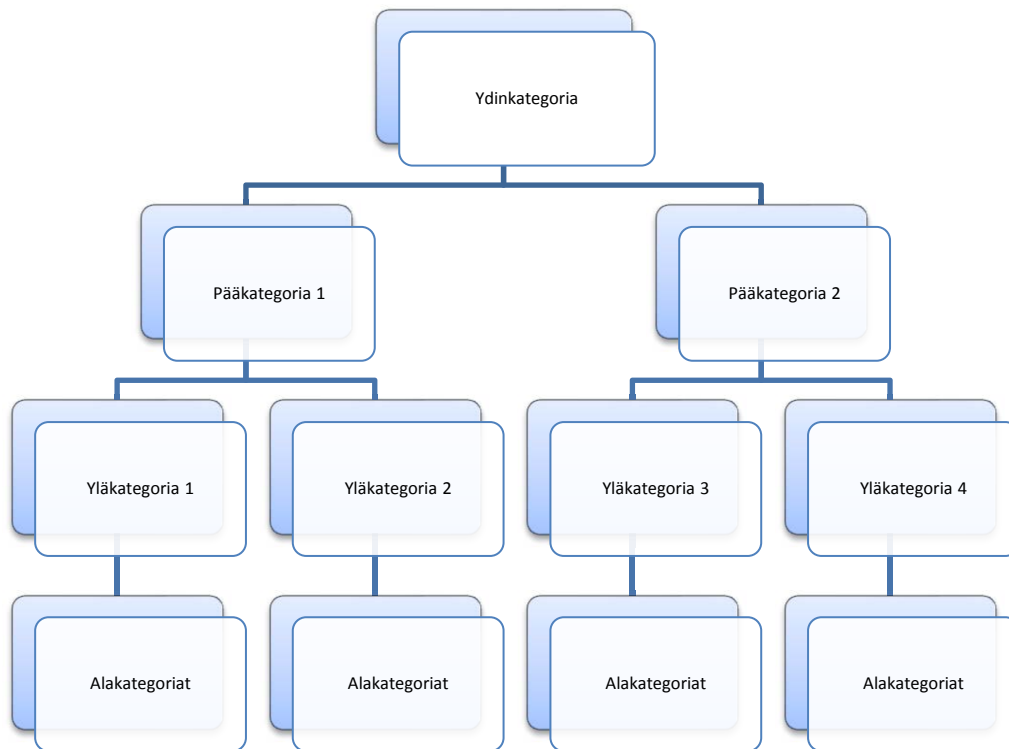 Ydinkategoria
Pääkategoria 1
Pääkategoria 2
Yläkategoria 1
Yläkategoria 2
Yläkategoria 3
Yläkategoria 4
Alakategoriat
Alakategoriat
Alakategoriat
Alakategoriat